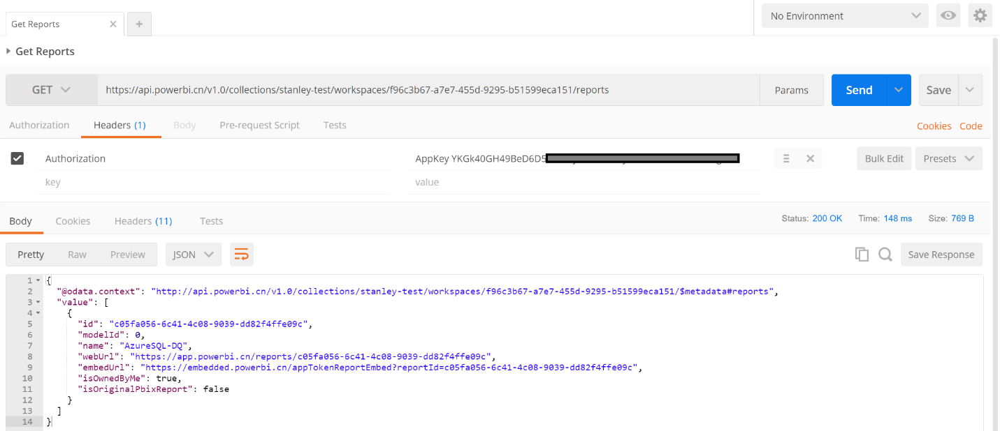 Get Reports
No Environment
Get Reports
GET https://api.powerbi.cn/v1.0/collections/stanley-test/workspaces/f96c3b67-a7e7-455d-9295-b51599eca151/reports Params Send Save
Authorization Headers (1) Body Pre-request Script Tests Cookies Code
Authorization AppKey YKGk40GH49BeD6D5 Bulk Edit Presets
key value
Body Cookies Headers (11) Tests Status: 200 OK Time: 148 ms Size: 769 B
Pretty Raw Preview JSON Save Response
1 {
2 "@odata.context": "http://api.powerbi.cn/v1.0/collections/stanley-test/workspaces/f96c3b67-a7e7-455d-9295-b51599eca151/$metadata#reports",
3 "value": [
4 {
5 "id": "c05fa056-6c41-4c08-9039-dd82f4ffe09c",
6 "modelId": 0,
7 "name": "AzureSQL-DQ",
8 "webUrl": "https://app.powerbi.cn/reports/c05fa056-6c41-4c08-9039-dd82f4ffe09c",
9 "embedUrl": "https://embedded.powerbi.cn/appTokenReportEmbed?reportId=c05fa056-6c41-4c08-9039-dd82f4ffe09c",
10 "isOwnedByMe": true,
11 "isOriginalPbixReport": false
12 }
13 ]
14 }